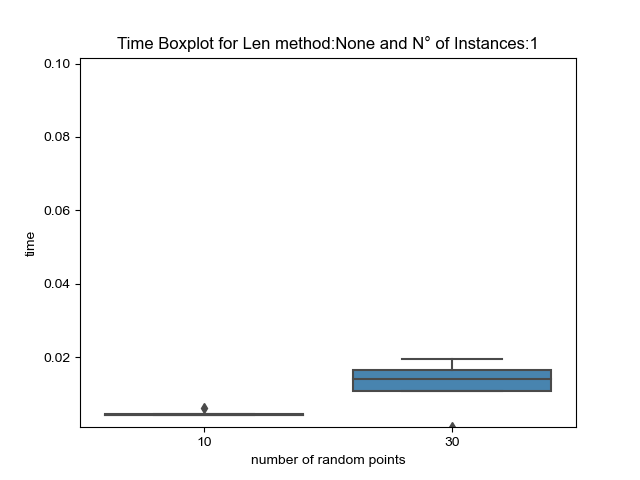 Time Boxplot for Len method:None and N° of Instances:1
0.10
0.08
0.06
0.04
0.02
time
10
30
number of random points